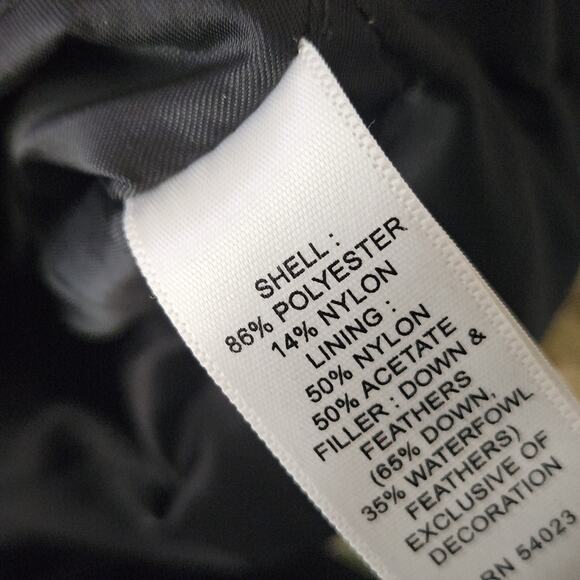 SHELL :
86% POLYESTER
14% NYLON
LINING :
50% NYLON
50% ACETATE
FILLER : DOWN &
FEATHERS
(65% DOWN,
35% WATERFOWL
FEATHERS)
EXCLUSIVE OF
DECORATION
RN 54023